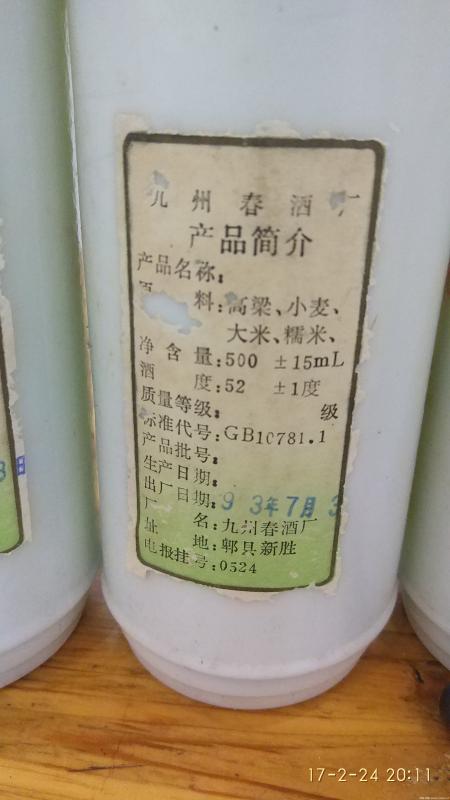 九州春酒厂
产品简介
产品名称:
料:高梁、小麦、
大米、糯米、
净含量:500 ±15mL
酒度:52 ±1度
质量等级: 级
标准代号:GB10781.1
产品批号:
生产日期:
出厂日期:93年7月3
厂名:九州春酒厂
址地:郫县新胜
电报挂号:0524
17-2-24 20:11